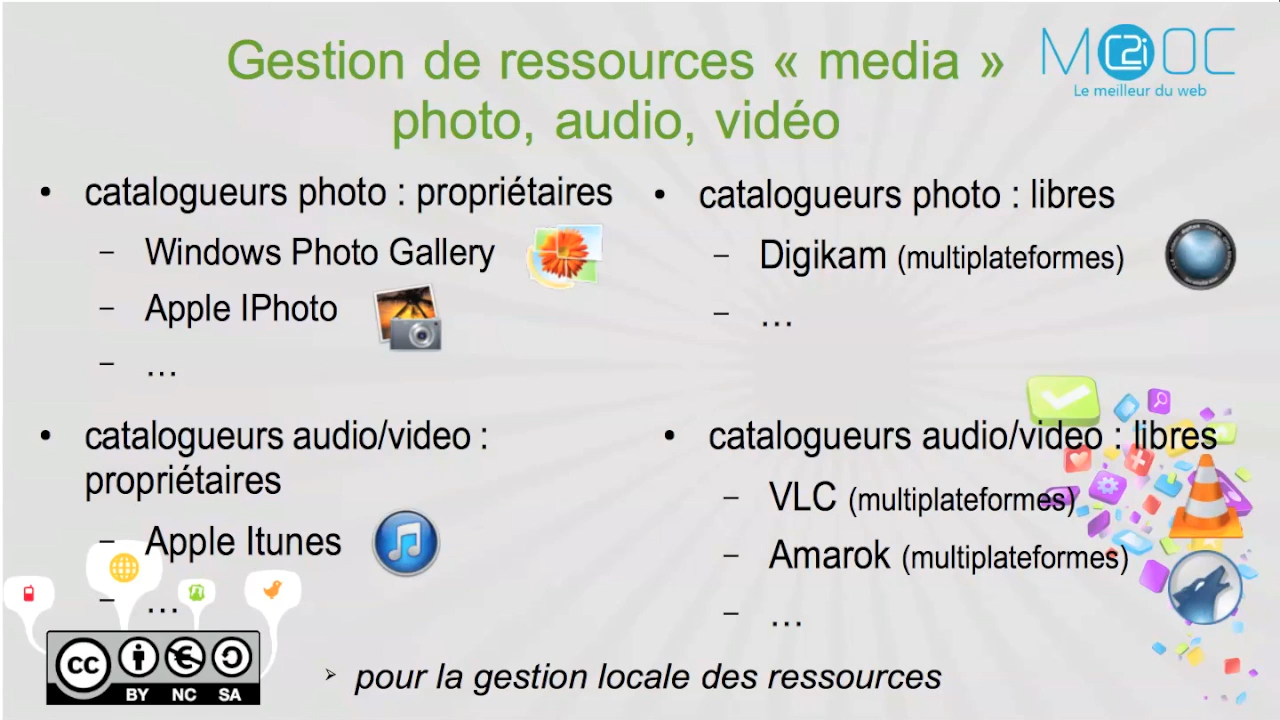 Gestion de ressources « media »
photo, audio, vidéo
MC2iOC
Le meilleur du web
• catalogueurs photo : propriétaires
– Windows Photo Gallery
– Apple IPhoto
– …
• catalogueurs photo : libres
– Digikam (multiplateformes)
– …
• catalogueurs audio/video :
propriétaires
– Apple Itunes
– …
• catalogueurs audio/video : libres
– VLC (multiplateformes)
– Amarok (multiplateformes)
– …
➢ pour la gestion locale des ressources
cc
BY NC SA